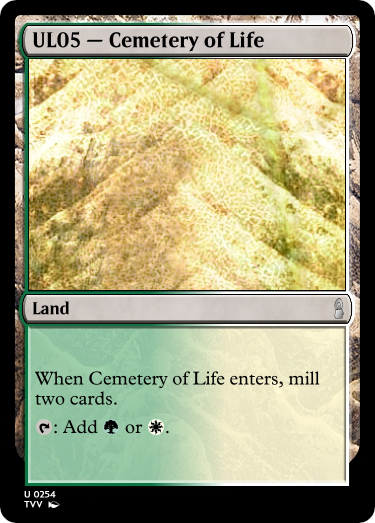 UL05 — Cemetery of Life
Land
When Cemetery of Life enters, mill
two cards.
: Add or .
U 0254
TVV